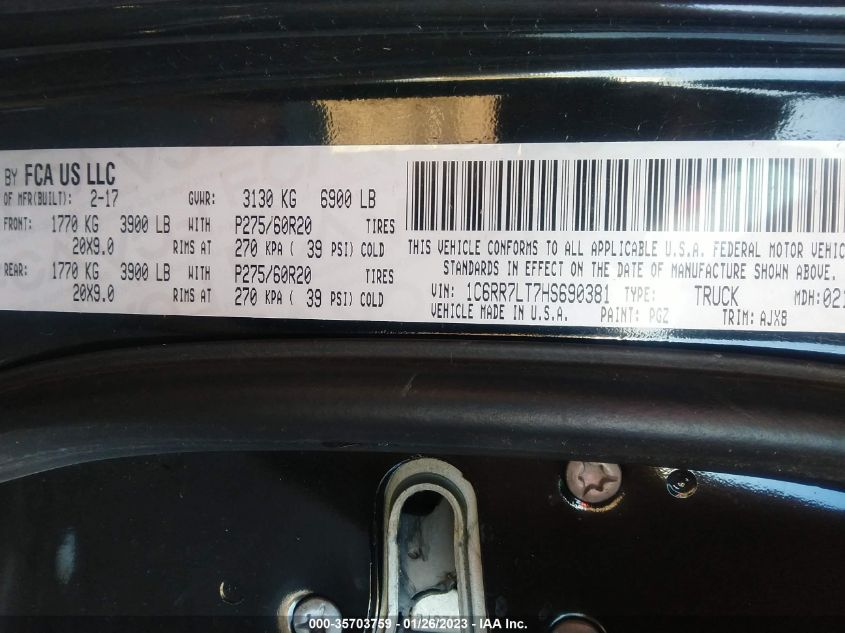 BY FCA US LLC
OF MFR(BUILT): 2-17 GVWR: 3130 KG 6900 LB
FRONT: 1770 KG 3900 LB WITH P275/60R20 TIRES
20X9.0 RIMS AT 270 KPA ( 39 PSI) COLD
REAR: 1770 KG 3900 LB WITH P275/60R20 TIRES
20X9.0 RIMS AT 270 KPA ( 39 PSI) COLD
THIS VEHICLE CONFORMS TO ALL APPLICABLE U.S.A. FEDERAL MOTOR VEHIC
STANDARDS IN EFFECT ON THE DATE OF MANUFACTURE SHOWN ABOVE.
VIN: 1C6RR7LT7HS690381 TYPE: TRUCK MDH:021
VEHICLE MADE IN U.S.A. PAINT: PGZ TRIM: AJX8
000-35703759 - 01/26/2023 - IAA Inc.